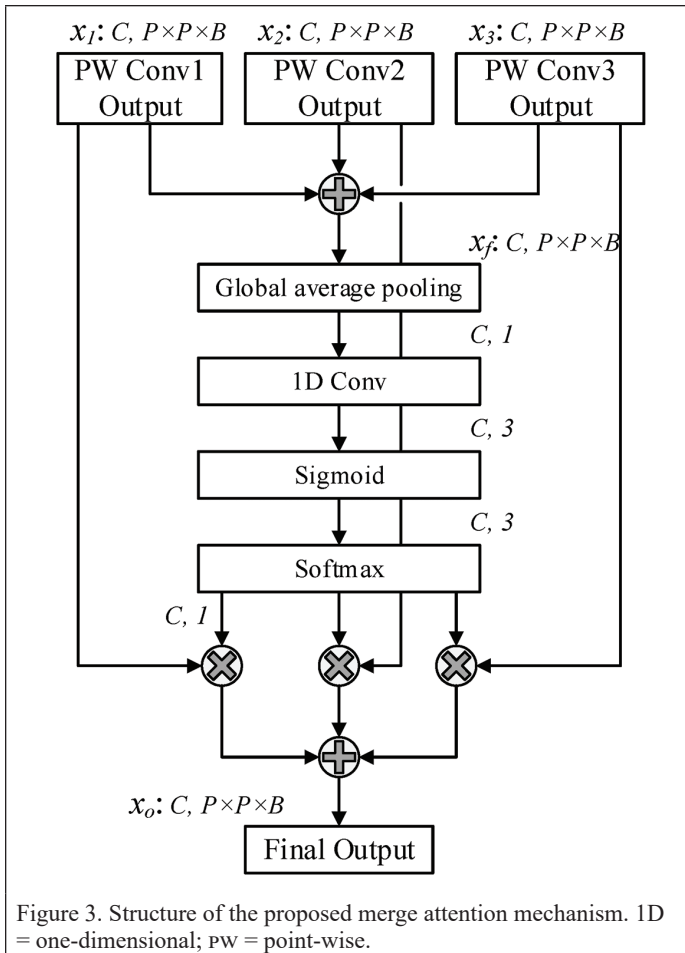 x₁: C, P×P×B x₂: C, P×P×B x₃: C, P×P×B
PW Conv1 Output
PW Conv2 Output
PW Conv3 Output
x_f: C, P×P×B
Global average pooling
C, 1
1D Conv
C, 3
Sigmoid
C, 3
Softmax
C, 1
xₒ: C, P×P×B
Final Output
Figure 3. Structure of the proposed merge attention mechanism. 1D
= one-dimensional; PW = point-wise.